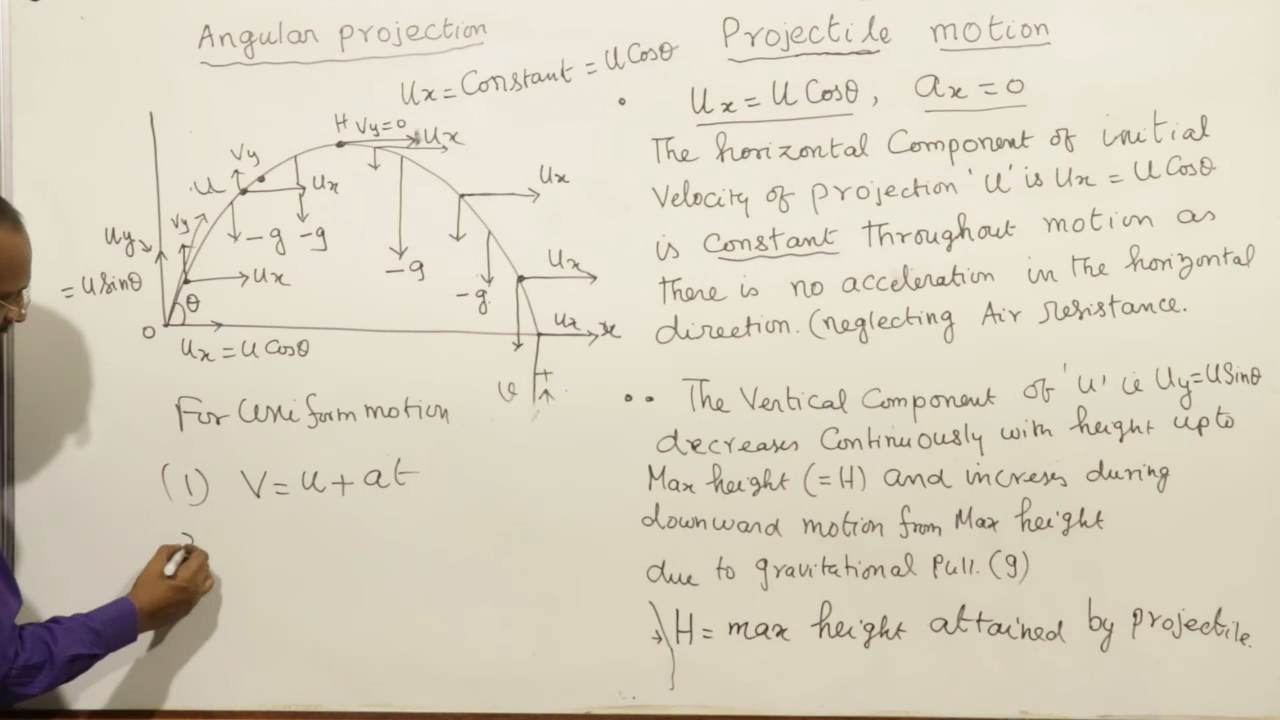 Angular projection
Ux = Constant = U Cosθ
H Vy=0
Ux
Vy
U
Ux
Ux
Vy
Uy
-g
-g
-g
= U Sinθ
θ
Ux
-g
Ux
O
Ux
x
Ux = U Cosθ
For Uniform motion
(1) V = U + at
Projectile motion
• Ux = U Cosθ, ax = 0
The horizontal Component of initial
Velocity of projection 'U' is Ux = U Cosθ
is Constant Throughout motion as
there is no acceleration in the horizontal
direction. (neglecting Air resistance.
•• The Vertical Component of 'U' ie Uy=USinθ
decreases Continuously with height upto
Max height (=H) and increses during
downward motion from Max height
due to gravitational Pull. (g)
H = max height attained by projectile.